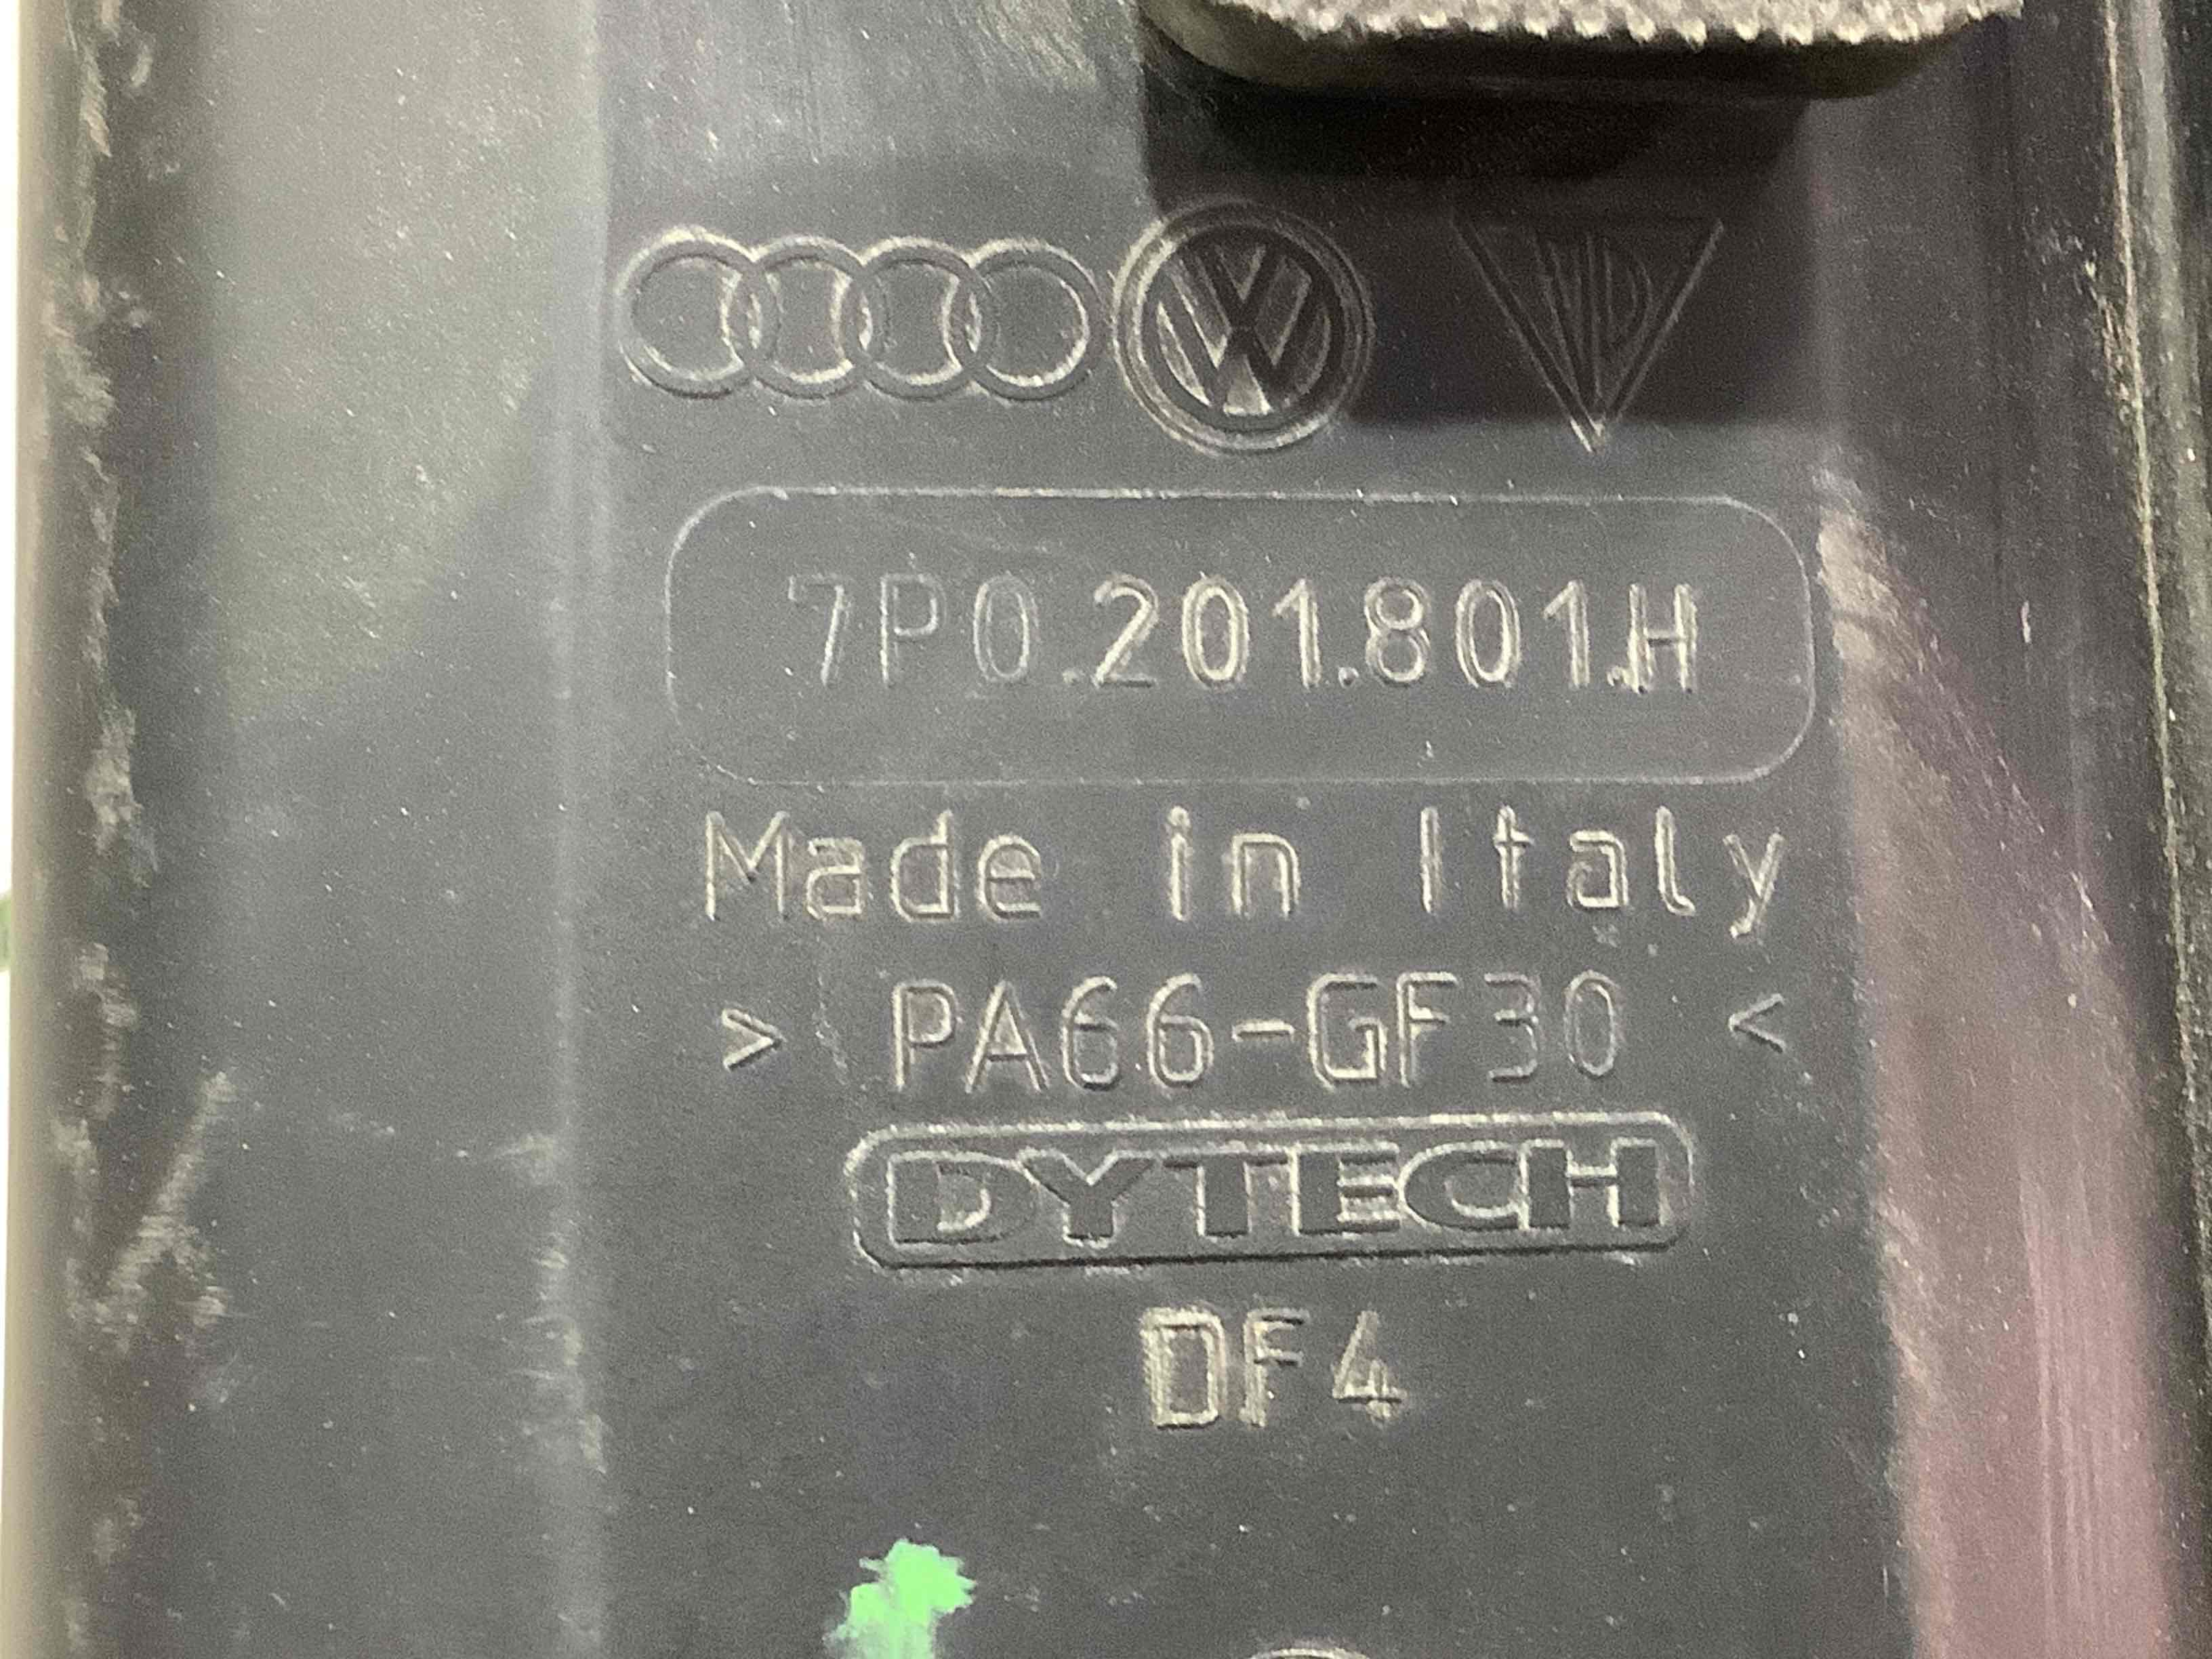 7P0.201.801.H
Made in Italy
> PA66-GF30 <
DYTECH
DF4